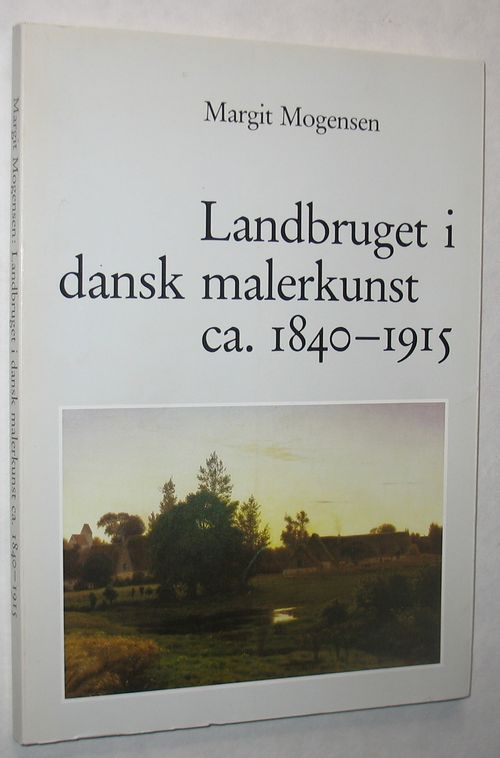 Margit Mogensen
Landbruget i
dansk malerkunst
ca. 1840–1915
Margit Mogensen: Landbruget i dansk malerkunst ca. 1840–1915